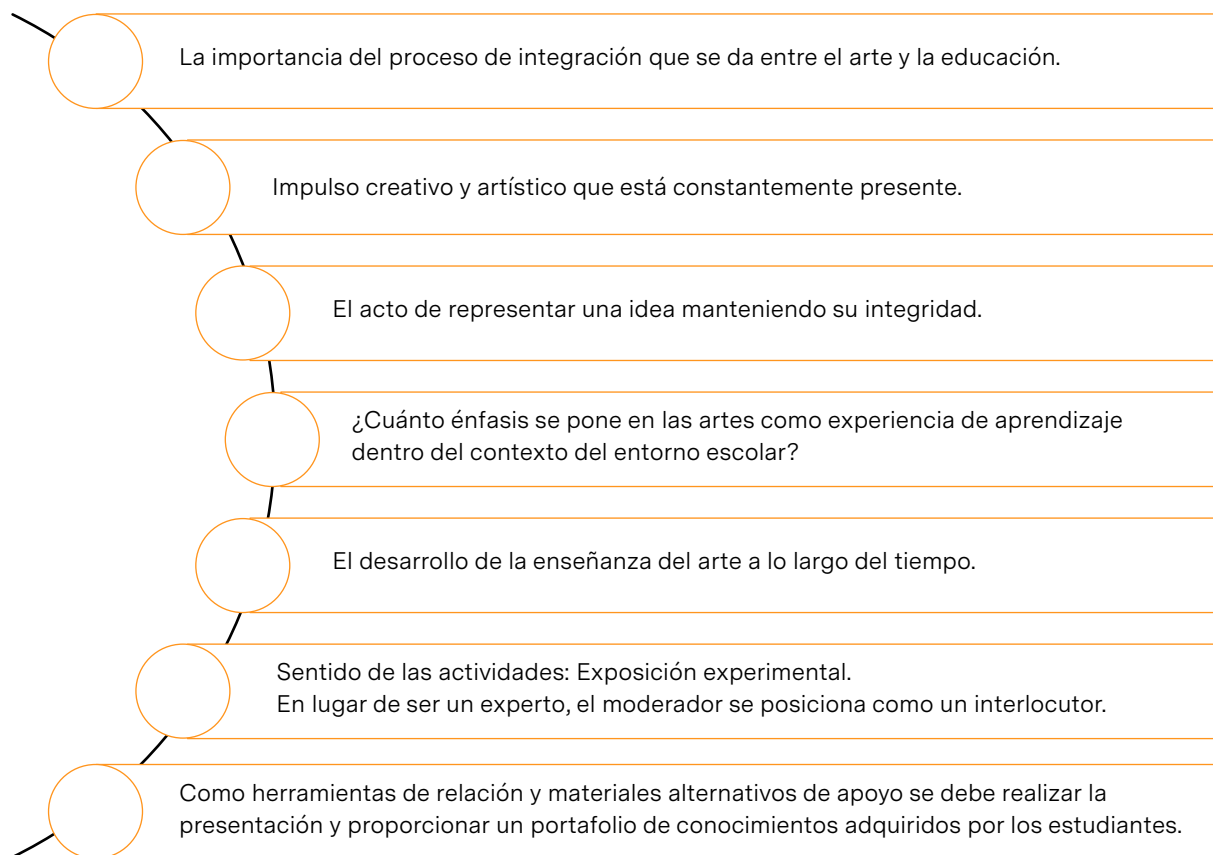 La importancia del proceso de integración que se da entre el arte y la educación.
Impulso creativo y artístico que está constantemente presente.
El acto de representar una idea manteniendo su integridad.
¿Cuánto énfasis se pone en las artes como experiencia de aprendizaje
dentro del contexto del entorno escolar?
El desarrollo de la enseñanza del arte a lo largo del tiempo.
Sentido de las actividades: Exposición experimental.
En lugar de ser un experto, el moderador se posiciona como un interlocutor.
Como herramientas de relación y materiales alternativos de apoyo se debe realizar la
presentación y proporcionar un portafolio de conocimientos adquiridos por los estudiantes.